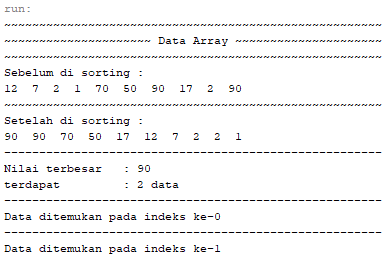 run:
~~~~~~~~~~~~~~~~~~~~~~~~~~~~~~~~~~~~~~~~~~~~~~~~~~~~~~
~~~~~~~~~~~~~~~~~~~~~ Data Array ~~~~~~~~~~~~~~~~~~~~~
~~~~~~~~~~~~~~~~~~~~~~~~~~~~~~~~~~~~~~~~~~~~~~~~~~~~~~
Sebelum di sorting :
12  7  2  1  70  50  90  17  2  90
~~~~~~~~~~~~~~~~~~~~~~~~~~~~~~~~~~~~~~~~~~~~~~~~~~~~~~
Setelah di sorting :
90  90  70  50  17  12  7  2  2  1
------------------------------------------------------
Nilai terbesar   : 90
terdapat         : 2 data
------------------------------------------------------
Data ditemukan pada indeks ke-0
------------------------------------------------------
Data ditemukan pada indeks ke-1